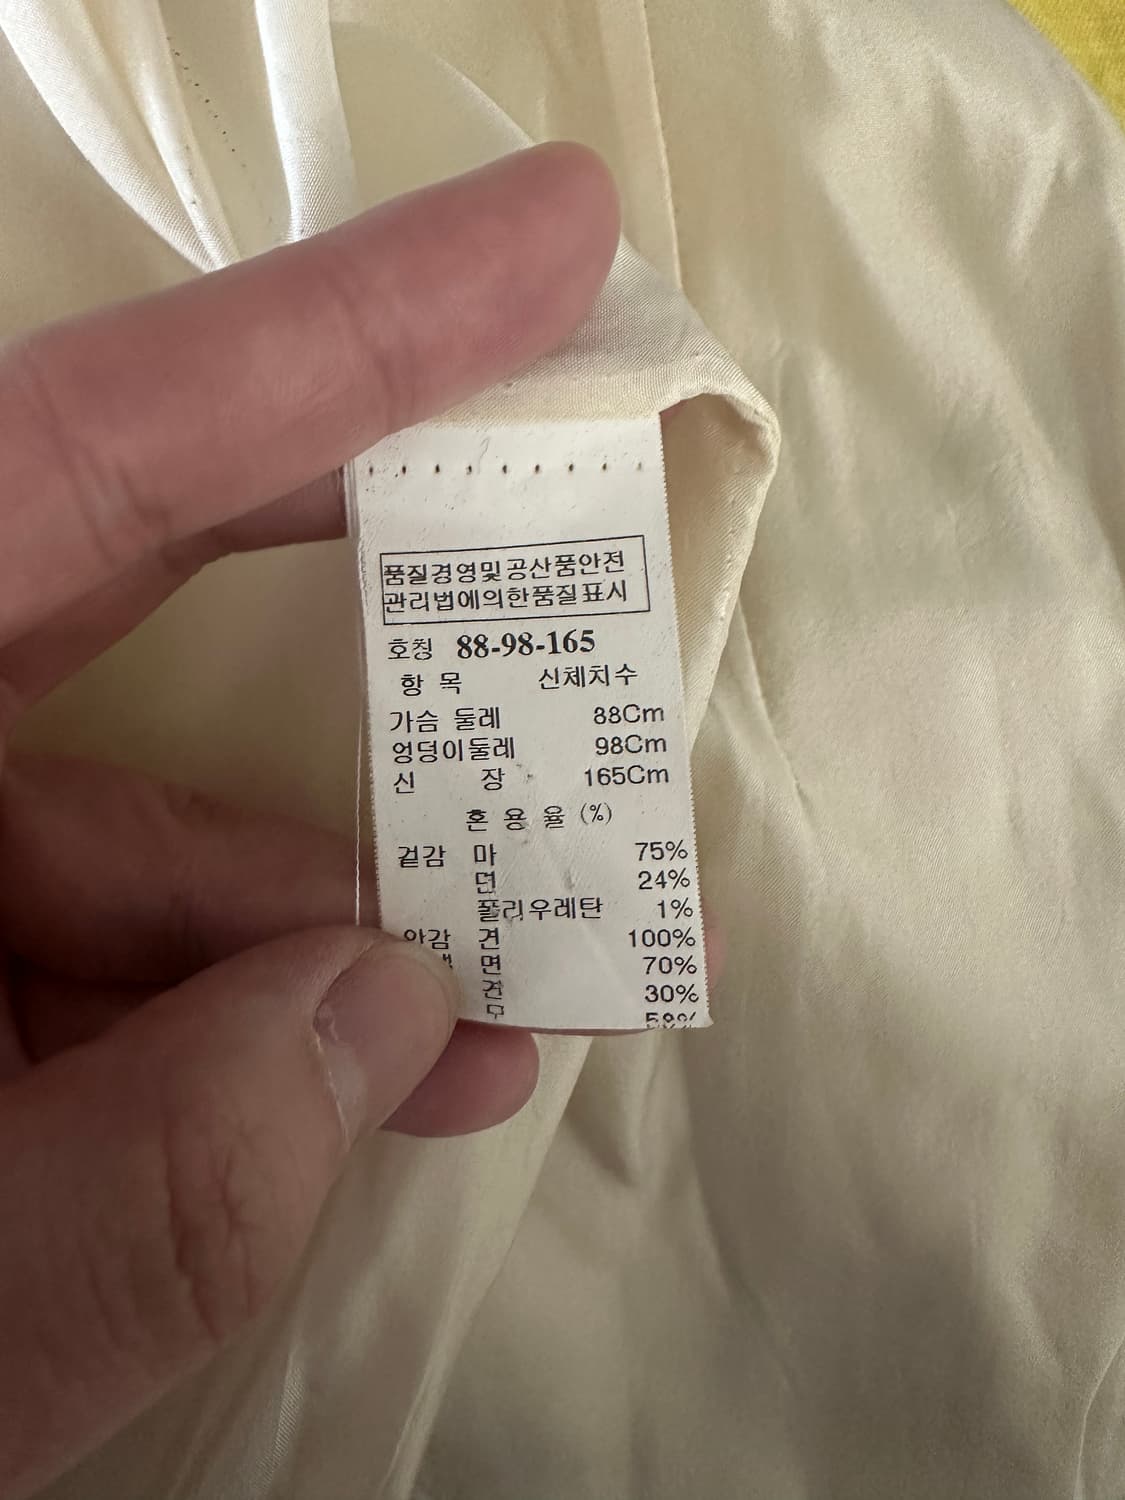 품질경영및공산품안전
관리법에의한품질표시
호칭 88-98-165
항 목 신체치수
가슴 둘레 88Cm
엉덩이둘레 98Cm
신 장 165Cm
혼 용 율 (%)
겉감 마 75%
면 24%
폴리우레탄 1%
안감 견 100%
면 70%
견 30%